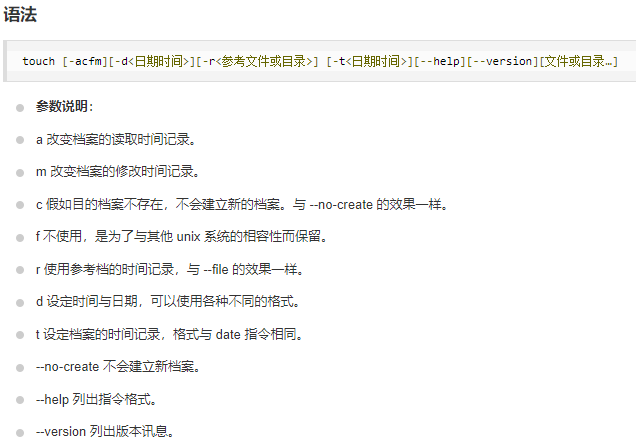 语法
touch [-acfm][-d<日期时间>][-r<参考文件或目录>] [-t<日期时间>][--help][--version][文件或目录…]
参数说明：
a 改变档案的读取时间记录。
m 改变档案的修改时间记录。
c 假如目的档案不存在，不会建立新的档案。与 --no-create 的效果一样。
f 不使用，是为了与其他 unix 系统的相容性而保留。
r 使用参考档的时间记录，与 --file 的效果一样。
d 设定时间与日期，可以使用各种不同的格式。
t 设定档案的时间记录，格式与 date 指令相同。
--no-create 不会建立新档案。
--help 列出指令格式。
--version 列出版本讯息。